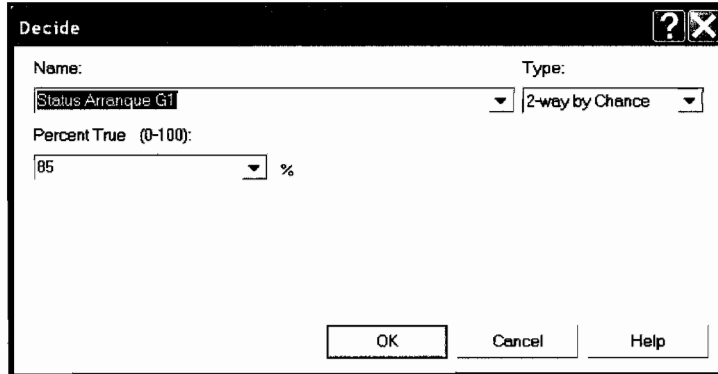 Decide
Name: Type:
Status Arranque G1 2-way by Chance
Percent True (0-100):
85 %
OK Cancel Help